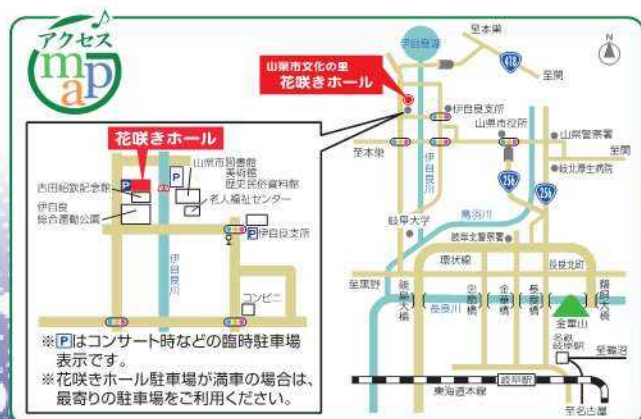 アクセス
map
山県市文化の里
花咲きホール
伊自良湖
至本巣
418
至関
伊自良支所
山県市役所
山県警察署
至本巣
至関
岐北厚生病院
256
256
伊自良川
鳥羽川
岐阜大学
岐阜北警察署
環状線
長良北町
至黒野
鵜飼大橋
忠節橋
金華橋
長良橋
長良川
金華山
名鉄
岐阜駅
至鵜沼
岐阜駅
東海道本線
至名古屋
N
花咲きホール
P
P
山県市図書館
美術館
歴史民俗資料館
古田紹欽記念館
老人福祉センター
伊自良
総合運動公園
P
伊自良支所
伊自良川
コンビニ
※Pはコンサート時などの臨時駐車場
表示です。
※花咲きホール駐車場が満車の場合は、
最寄りの駐車場をご利用ください。